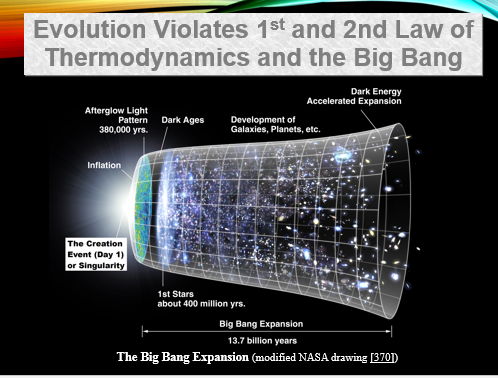 Evolution Violates 1st and 2nd Law of
Thermodynamics and the Big Bang
Dark Energy
Accelerated Expansion
Afterglow Light
Pattern
380,000 yrs.
Dark Ages
Development of
Galaxies, Planets, etc.
Inflation
The Creation
Event (Day 1)
or Singularity
1st Stars
about 400 million yrs.
Big Bang Expansion
13.7 billion years
The Big Bang Expansion (modified NASA drawing [370])